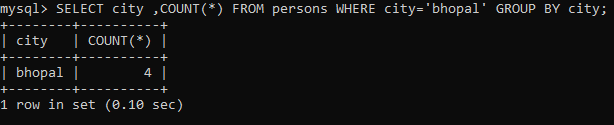 mysql> SELECT city ,COUNT(*) FROM persons WHERE city='bhopal' GROUP BY city;
+--------+----------+
| city   | COUNT(*) |
+--------+----------+
| bhopal |        4 |
+--------+----------+
1 row in set (0.10 sec)